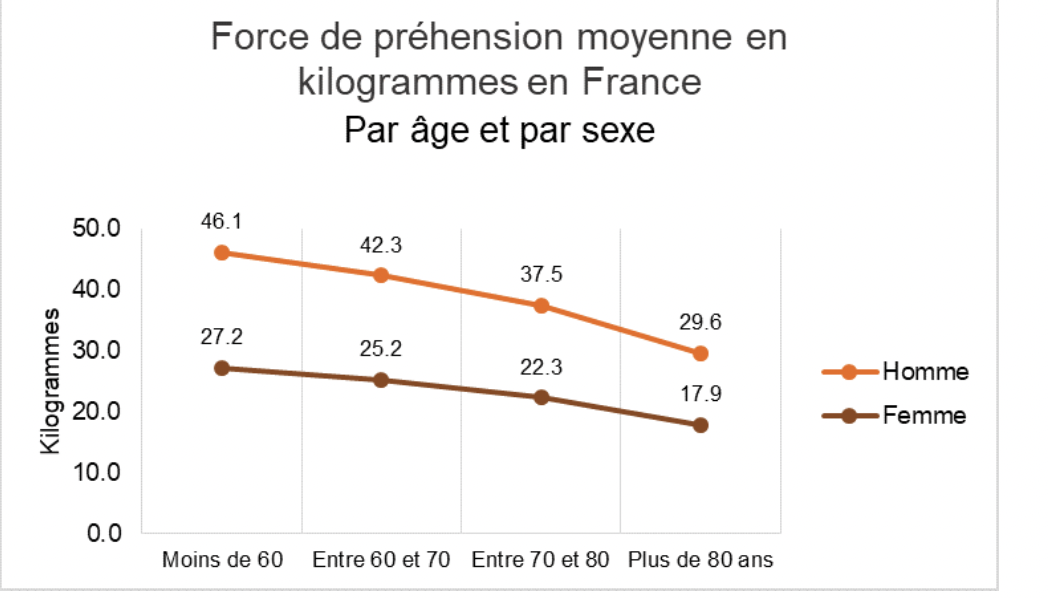 Force de préhension moyenne en
kilogrammes en France
Par âge et par sexe
50.0
40.0
30.0
20.0
10.0
0.0
Kilogrammes
46.1
42.3
37.5
29.6
27.2
25.2
22.3
17.9
Homme
Femme
Moins de 60
Entre 60 et 70
Entre 70 et 80
Plus de 80 ans